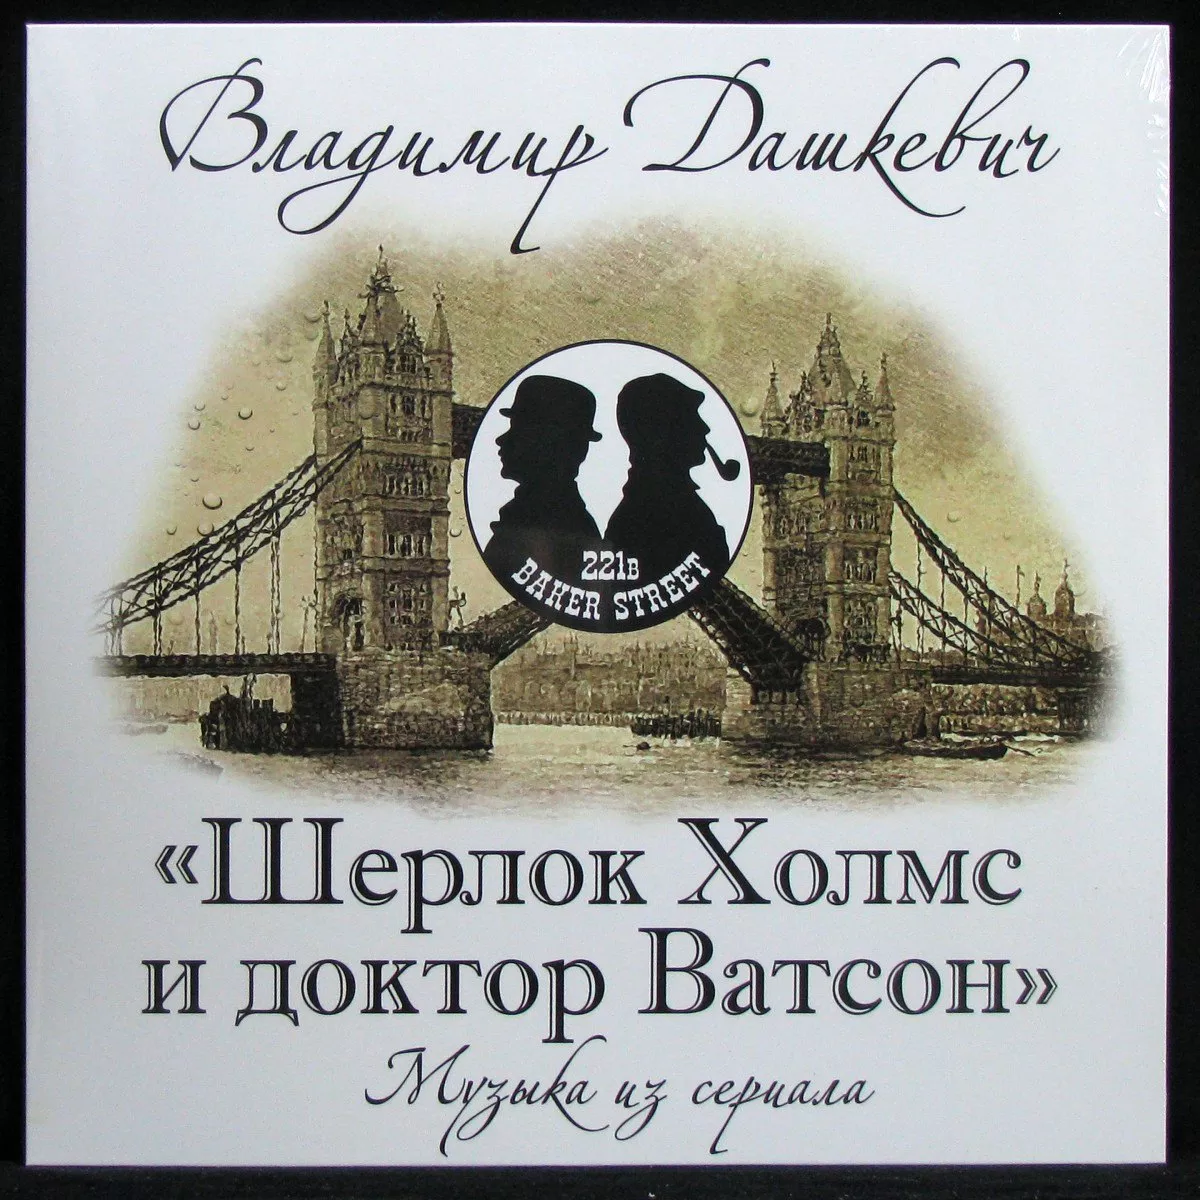 Владимир Дашкевич
221B
BAKER STREET
«Шерлок Холмс
и доктор Ватсон»
Музыка из сериала